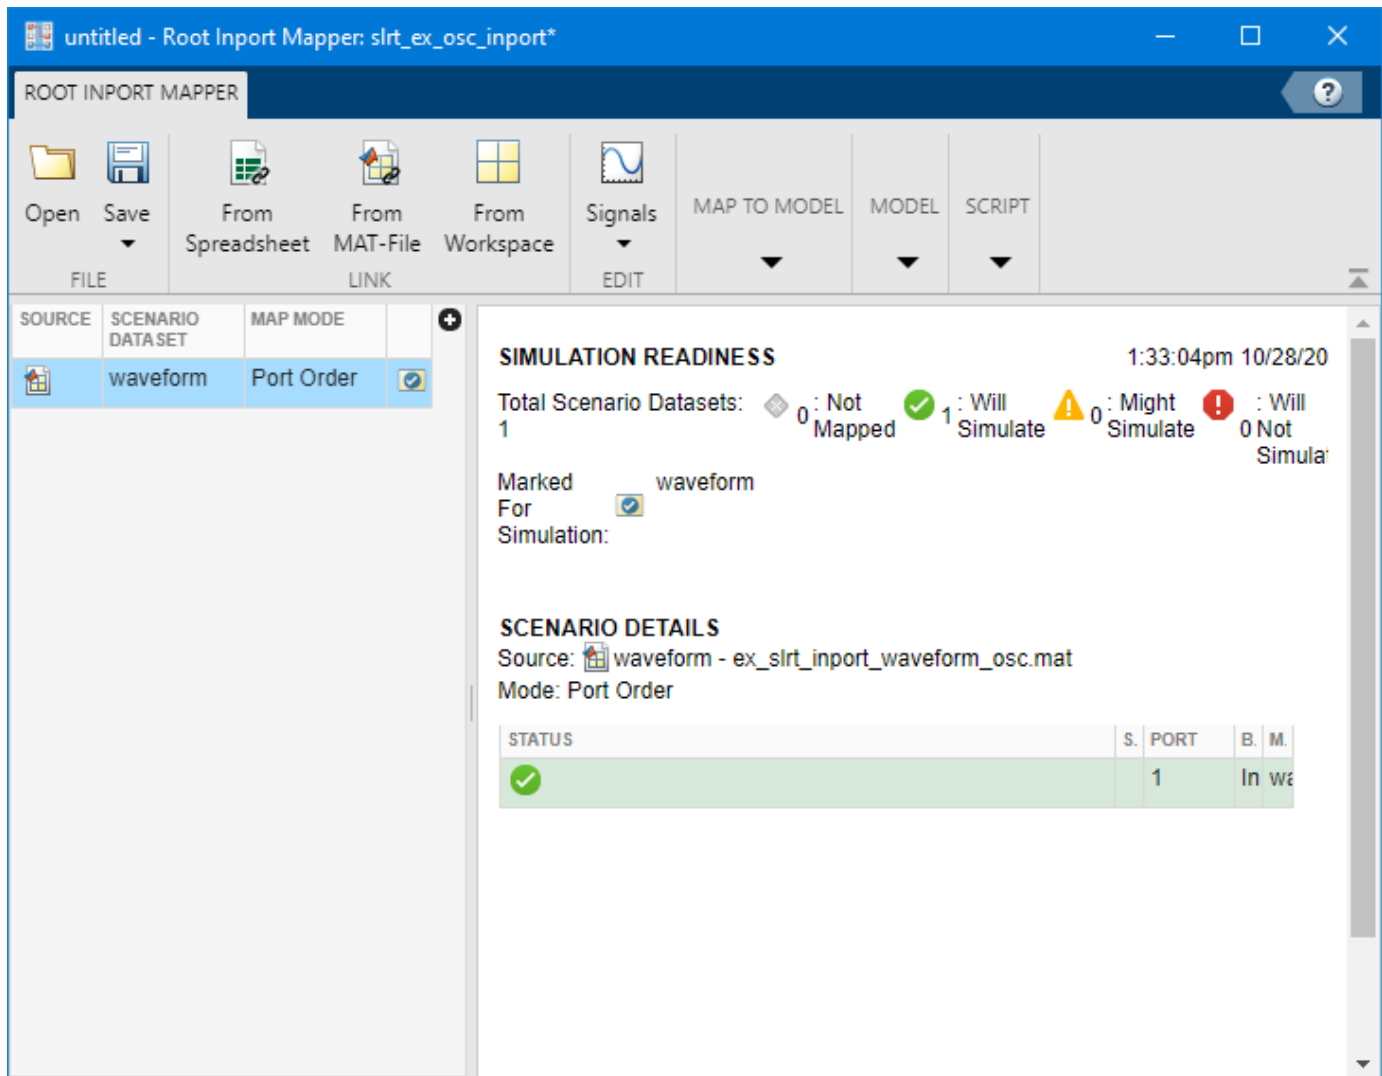 untitled - Root Inport Mapper: slrt_ex_osc_inport*
ROOT INPORT MAPPER
?
Open
Save
From
Spreadsheet
From
MAT-File
From
Workspace
Signals
MAP TO MODEL
MODEL
SCRIPT
FILE
LINK
EDIT
SOURCE
SCENARIO
DATASET
MAP MODE
waveform
Port Order
SIMULATION READINESS
1:33:04pm 10/28/20
Total Scenario Datasets:
1
0 : Not
Mapped
1 : Will
Simulate
0 : Might
Simulate
0 : Will
Not
Simula
Marked
For
Simulation:
waveform
SCENARIO DETAILS
Source: waveform - ex_slrt_inport_waveform_osc.mat
Mode: Port Order
STATUS S. PORT B. M.
1 In wa